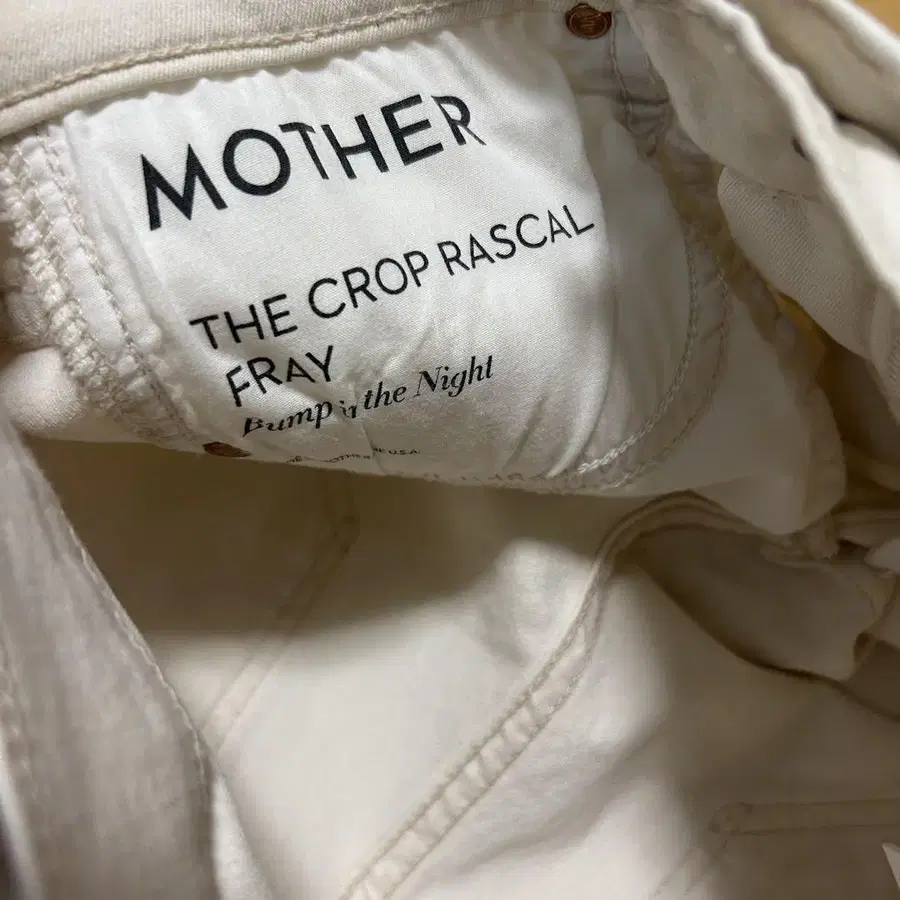 MOTHER
THE CROP RASCAL
FRAY
Bump in the Night
U.S.A.